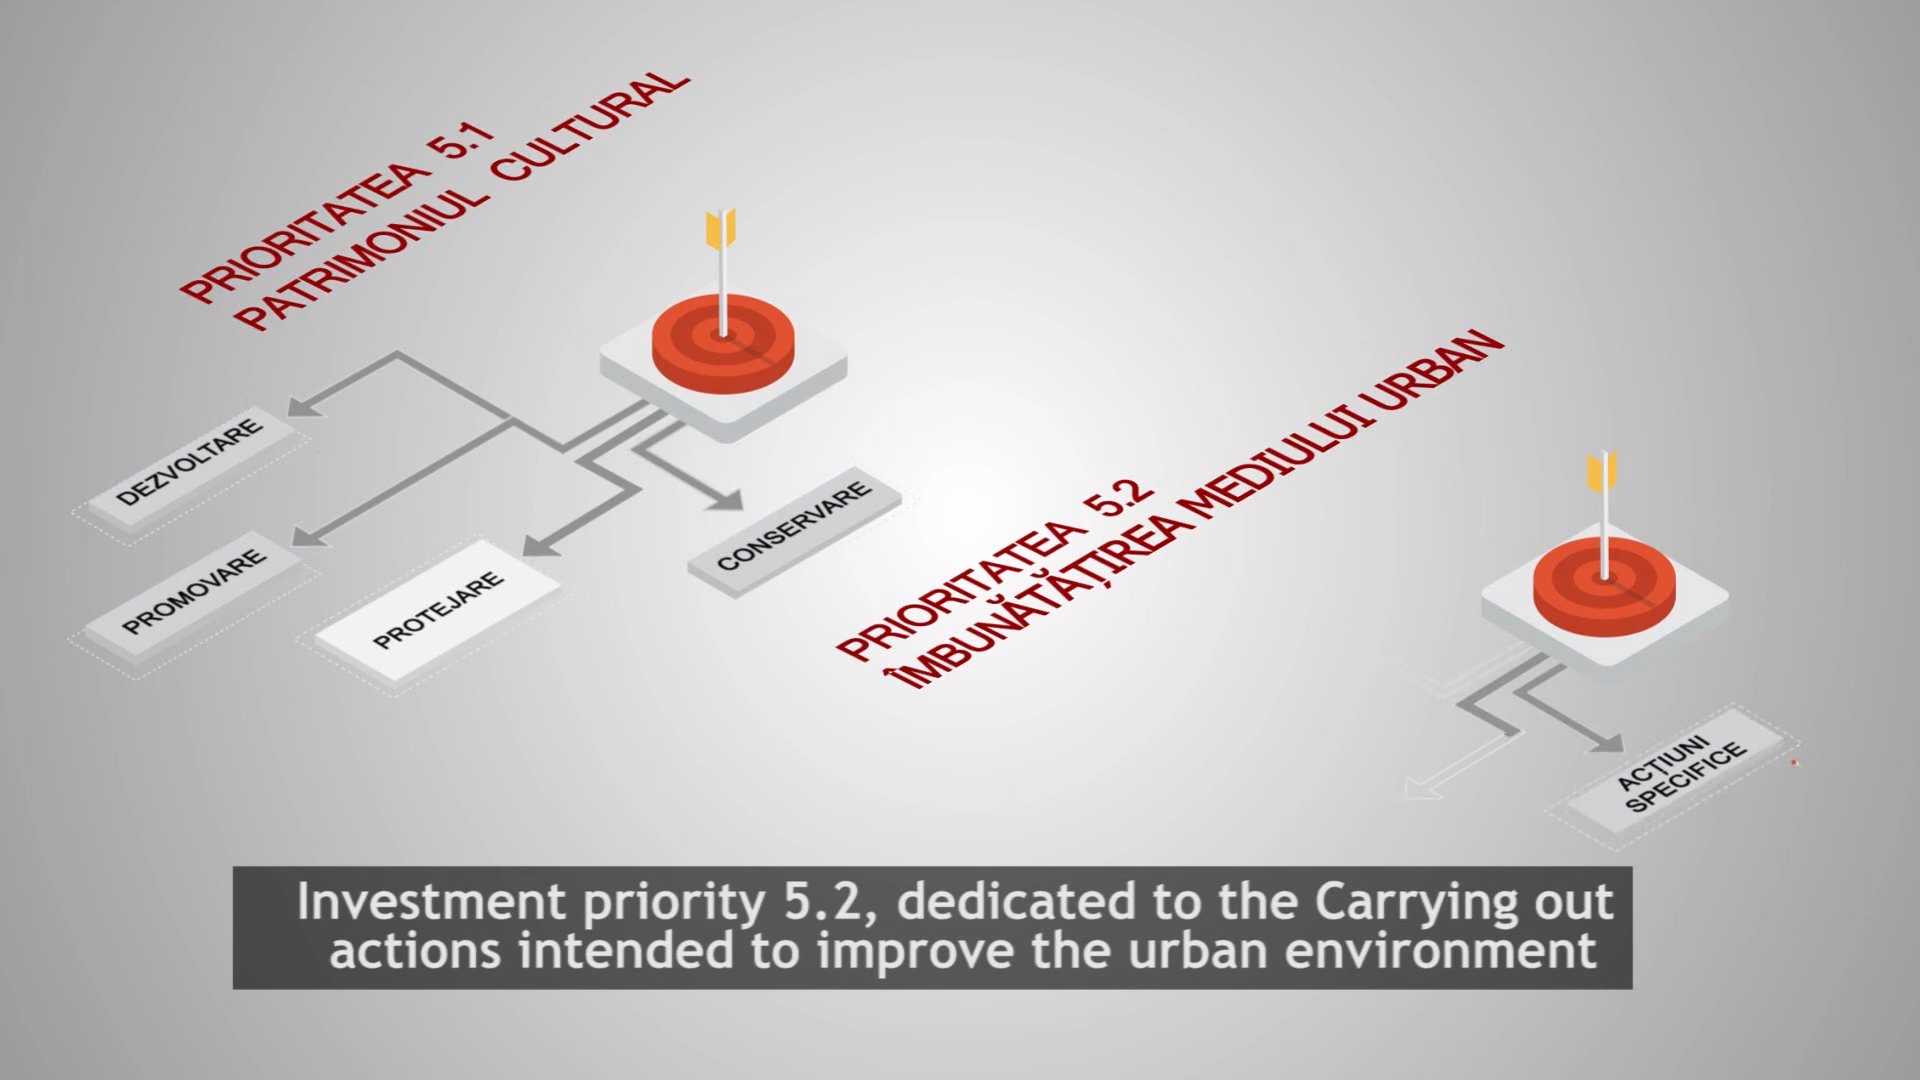 PRIORITATEA 5.1
PATRIMONIUL CULTURAL
DEZVOLTARE
PROMOVARE
PROTEJARE
CONSERVARE
PRIORITATEA 5.2
ÎMBUNĂTĂȚIREA MEDIULUI URBAN
ACȚIUNI
SPECIFICE
Investment priority 5.2, dedicated to the Carrying out
actions intended to improve the urban environment